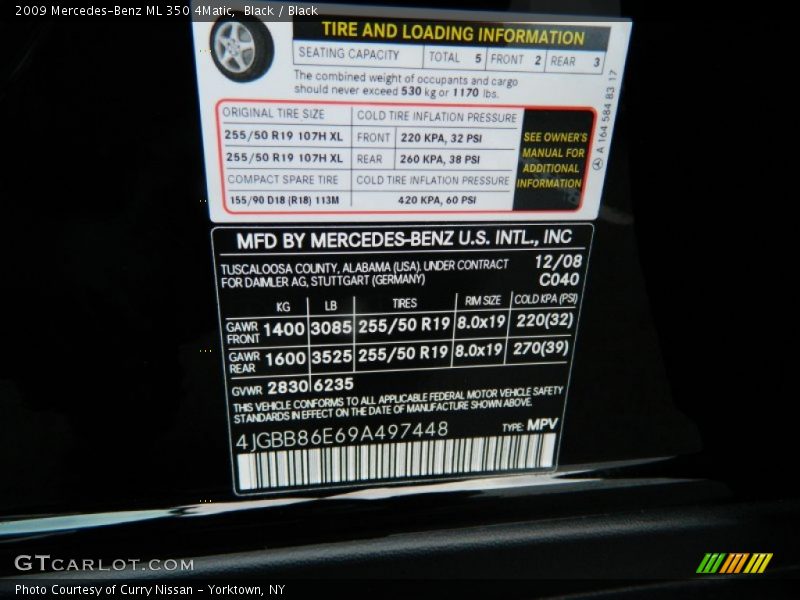 2009 Mercedes-Benz ML 350 4Matic, Black / Black
TIRE AND LOADING INFORMATION
SEATING CAPACITY TOTAL 5 FRONT 2 REAR 3
The combined weight of occupants and cargo
should never exceed 530 kg or 1170 lbs.
ORIGINAL TIRE SIZE COLD TIRE INFLATION PRESSURE
255/50 R19 107H XL FRONT 220 KPA, 32 PSI
255/50 R19 107H XL REAR 260 KPA, 38 PSI
COMPACT SPARE TIRE COLD TIRE INFLATION PRESSURE
155/90 D18 (R18) 113M 420 KPA, 60 PSI
SEE OWNER'S
MANUAL FOR
ADDITIONAL
INFORMATION
A 164 584 83 17
MFD BY MERCEDES-BENZ U.S. INTL., INC
TUSCALOOSA COUNTY, ALABAMA (USA), UNDER CONTRACT 12/08
FOR DAIMLER AG, STUTTGART (GERMANY) C040
KG LB TIRES RIM SIZE COLD KPA (PSI)
GAWR FRONT 1400 3085 255/50 R19 8.0x19 220(32)
GAWR REAR 1600 3525 255/50 R19 8.0x19 270(39)
GVWR 2830 6235
THIS VEHICLE CONFORMS TO ALL APPLICABLE FEDERAL MOTOR VEHICLE SAFETY
STANDARDS IN EFFECT ON THE DATE OF MANUFACTURE SHOWN ABOVE.
4JGBB86E69A497448 TYPE: MPV
GTCARLOT.COM
Photo Courtesy of Curry Nissan - Yorktown, NY